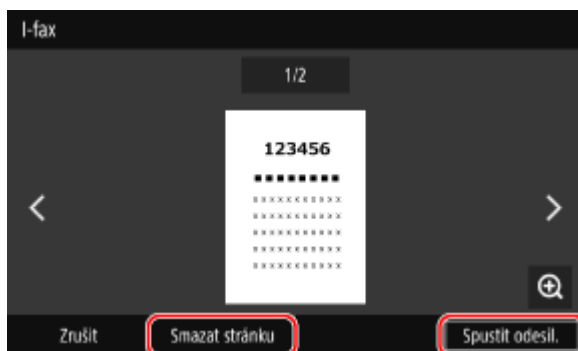 I-fax
1/2
123456
Zrušit
Smazat stránku
Spustit odesil.